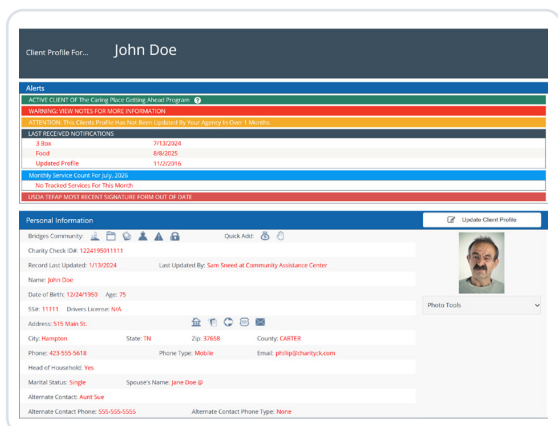 Client Profile For... John Doe
Alerts
ACTIVE CLIENT OF The Caring Place Getting Ahead Program ?
WARNING: VIEW NOTES FOR MORE INFORMATION
ATTENTION: This Clients Profile Has Not Been Updated By Your Agency In Over 1 Months.
LAST RECEIVED NOTIFICATIONS
3 Box 7/13/2024
Food 8/8/2025
Updated Profile 11/2/2016
Monthly Service Count For July, 2026
No Tracked Services For This Month
USDA TEFAP MOST RECENT SIGNATURE FORM OUT OF DATE
Personal Information
Update Client Profile
Bridges Community: Quick Add:
Charity Check ID#: 1224195011111
Record Last Updated: 1/13/2024 Last Updated By: Sam Sneed at Community Assistance Center
Name: John Doe
Date of Birth: 12/24/1950 Age: 75
SS#: 11111 Drivers License: N/A
Photo Tools
Address: 515 Main St.
City: Hampton State: TN Zip: 37658 County: CARTER
Phone: 423-555-5618 Phone Type: Mobile Email: philip@charityck.com
Head of Household: Yes
Marital Status: Single Spouse's Name: Jane Doe @
Alternate Contact: Aunt Sue
Alternate Contact Phone: 555-555-5555 Alternate Contact Phone Type: None